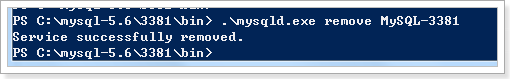 PS C:\mysql-5.6\3381\bin> .\mysqld.exe remove MySQL-3381
Service successfully removed.
PS C:\mysql-5.6\3381\bin>